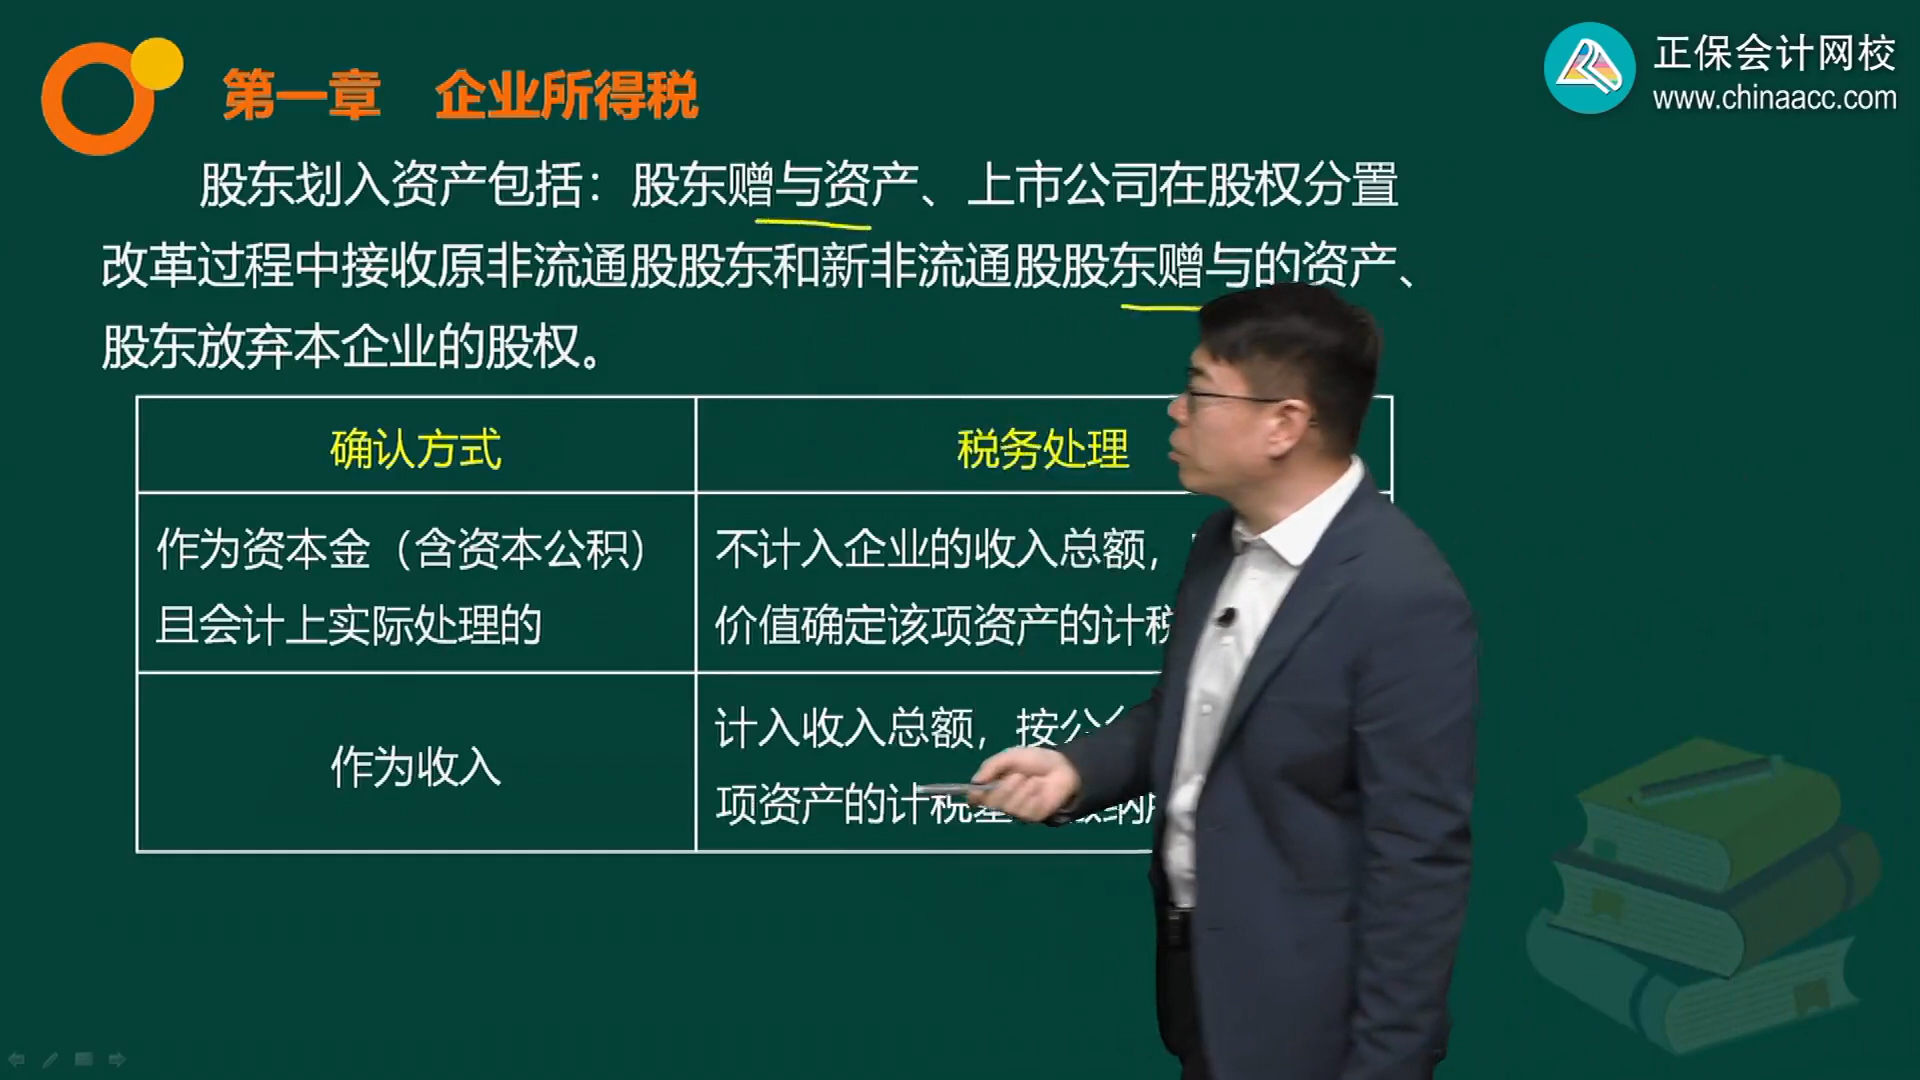 正保会计网校
www.chinaacc.com
第一章 企业所得税
股东划入资产包括：股东赠与资产、上市公司在股权分置
改革过程中接收原非流通股股东和新非流通股股东赠与的资产、
股东放弃本企业的股权。
确认方式
税务处理
作为资本金（含资本公积）
且会计上实际处理的
不计入企业的收入总额，
价值确定该项资产的计税
作为收入
计入收入总额，按公
项资产的计税